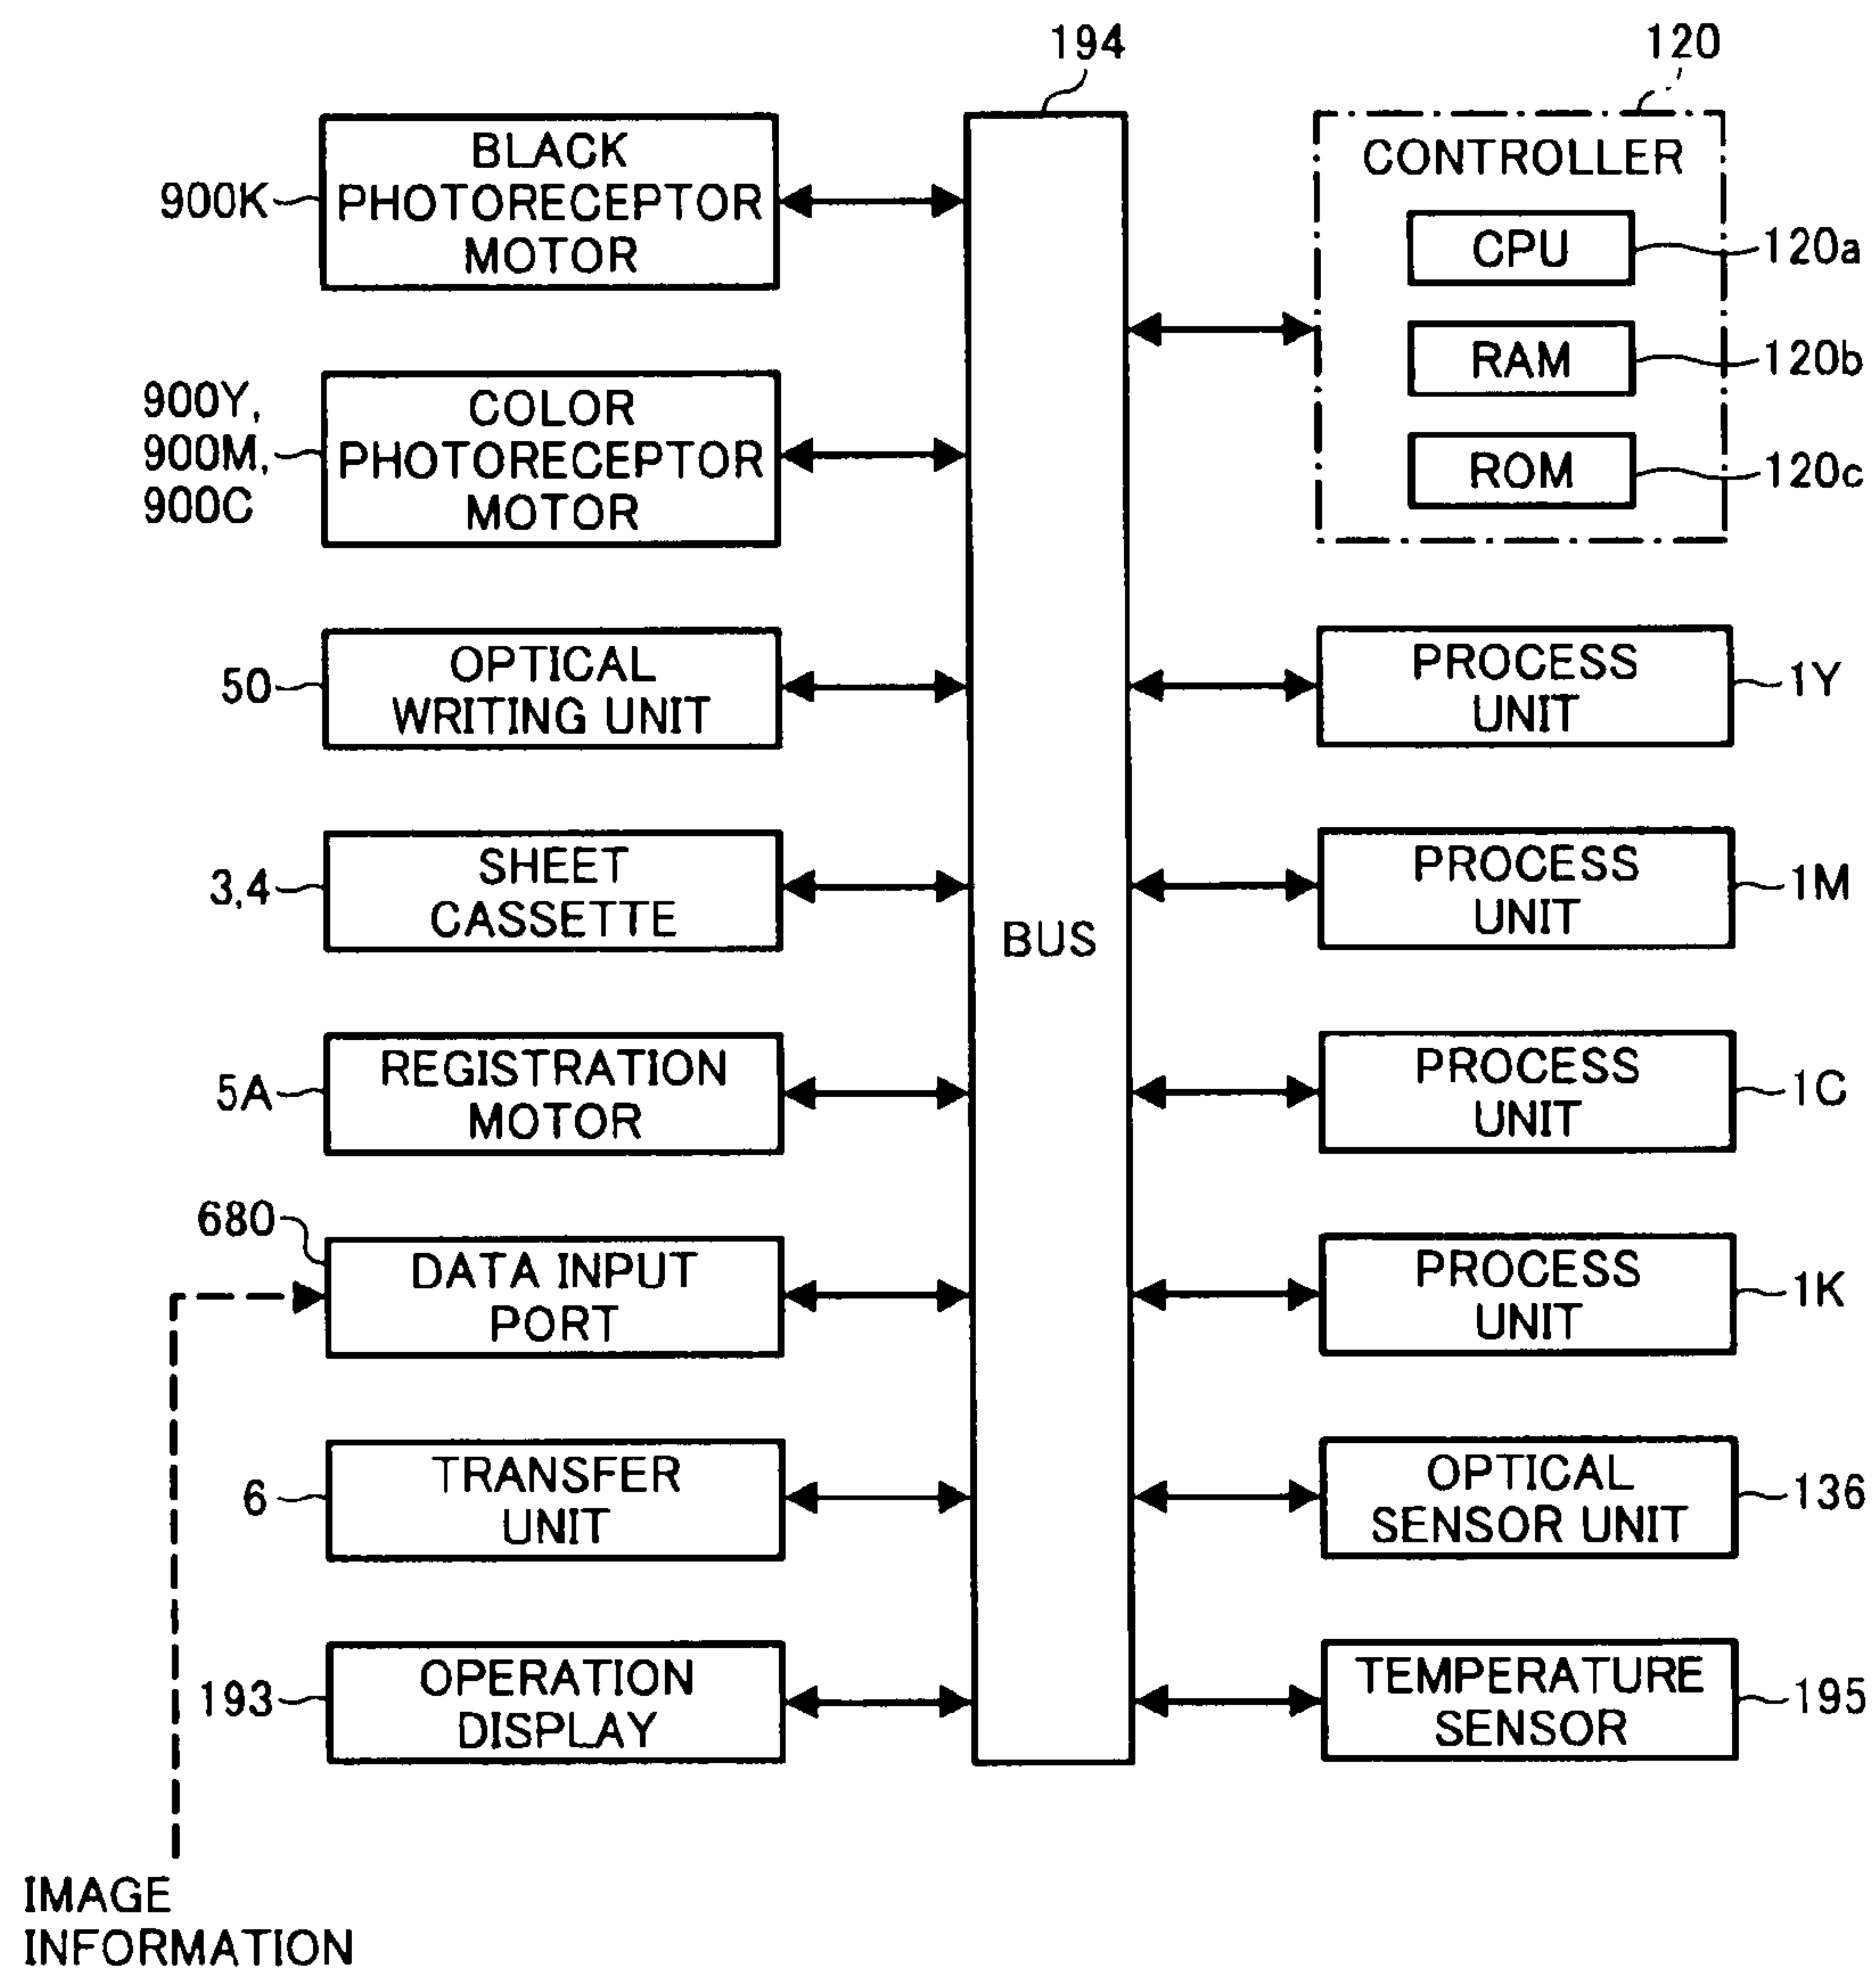 194
120
BLACK
PHOTORECEPTOR
MOTOR
900K
CONTROLLER
CPU
120a
RAM
120b
ROM
120c
900Y,
900M,
900C
COLOR
PHOTORECEPTOR
MOTOR
50
OPTICAL
WRITING UNIT
PROCESS
UNIT
1Y
3,4
SHEET
CASSETTE
BUS
PROCESS
UNIT
1M
5A
REGISTRATION
MOTOR
PROCESS
UNIT
1C
680
DATA INPUT
PORT
PROCESS
UNIT
1K
6
TRANSFER
UNIT
OPTICAL
SENSOR UNIT
136
193
OPERATION
DISPLAY
TEMPERATURE
SENSOR
195
IMAGE
INFORMATION